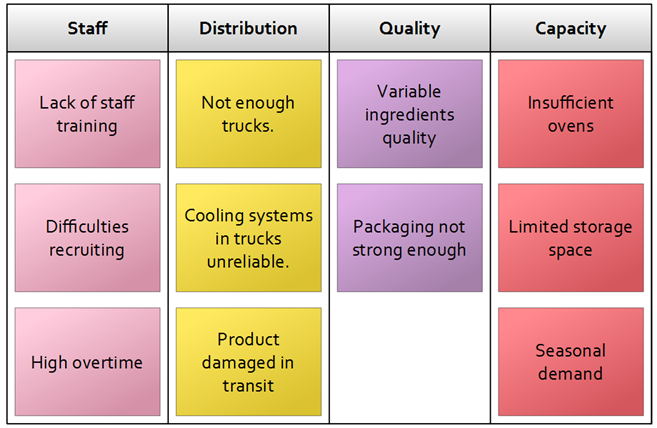 Staff
Distribution
Quality
Capacity
Lack of staff
training
Not enough
trucks.
Variable
ingredients
quality
Insufficient
ovens
Difficulties
recruiting
Cooling systems
in trucks
unreliable.
Packaging not
strong enough
Limited storage
space
High overtime
Product
damaged in
transit
Seasonal
demand